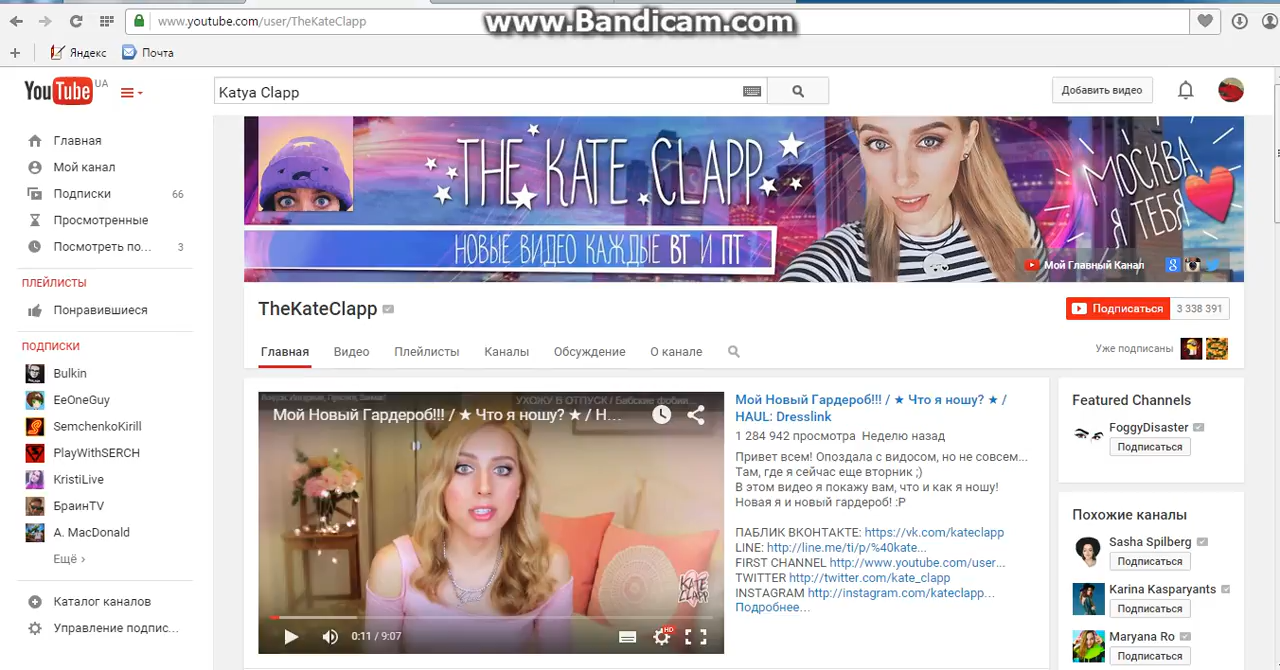 www.youtube.com/user/TheKateClapp
www.Bandicam.com
Яндекс
Почта
YouTube UA
Katya Clapp
Добавить видео
Главная
Мой канал
Подписки 66
Просмотренные
Посмотреть по... 3
ПЛЕЙЛИСТЫ
Понравившиеся
ПОДПИСКИ
Bulkin
EeOneGuy
SemchenkoKirill
PlayWithSERCH
KristiLive
БраинTV
A. MacDonald
Ещё ›
Каталог каналов
Управление подпис...
THE KATE CLAPP
НОВЫЕ ВИДЕО КАЖДЫЕ ВТ И ПТ
МОСКВА,
Я ТЕБЯ
Мой Главный Канал
TheKateClapp
Подписаться 3 338 391
Главная Видео Плейлисты Каналы Обсуждение О канале
Уже подписаны
УХОЖУ В ОТПУСК / Бабские фобии ...
Мой Новый Гардероб!!! / ★ Что я ношу? ★ / H...
KATE
CLAPP
0:11 / 9:07
HD
Мой Новый Гардероб!!! / ★ Что я ношу? ★ /
HAUL: Dresslink
1 284 942 просмотра Неделю назад
Привет всем! Опоздала с видосом, но не совсем...
Там, где я сейчас еще вторник ;)
В этом видео я покажу вам, что и как я ношу!
Новая я и новый гардероб! :P
ПАБЛИК ВКОНТАКТЕ: https://vk.com/kateclapp
LINE: http://line.me/ti/p/%40kate...
FIRST CHANNEL http://www.youtube.com/user...
TWITTER http://twitter.com/kate_clapp
INSTAGRAM http://instagram.com/kateclapp...
Подробнее...
Featured Channels
FoggyDisaster
Подписаться
Похожие каналы
Sasha Spilberg
Подписаться
Karina Kasparyants
Подписаться
Maryana Ro
Подписаться